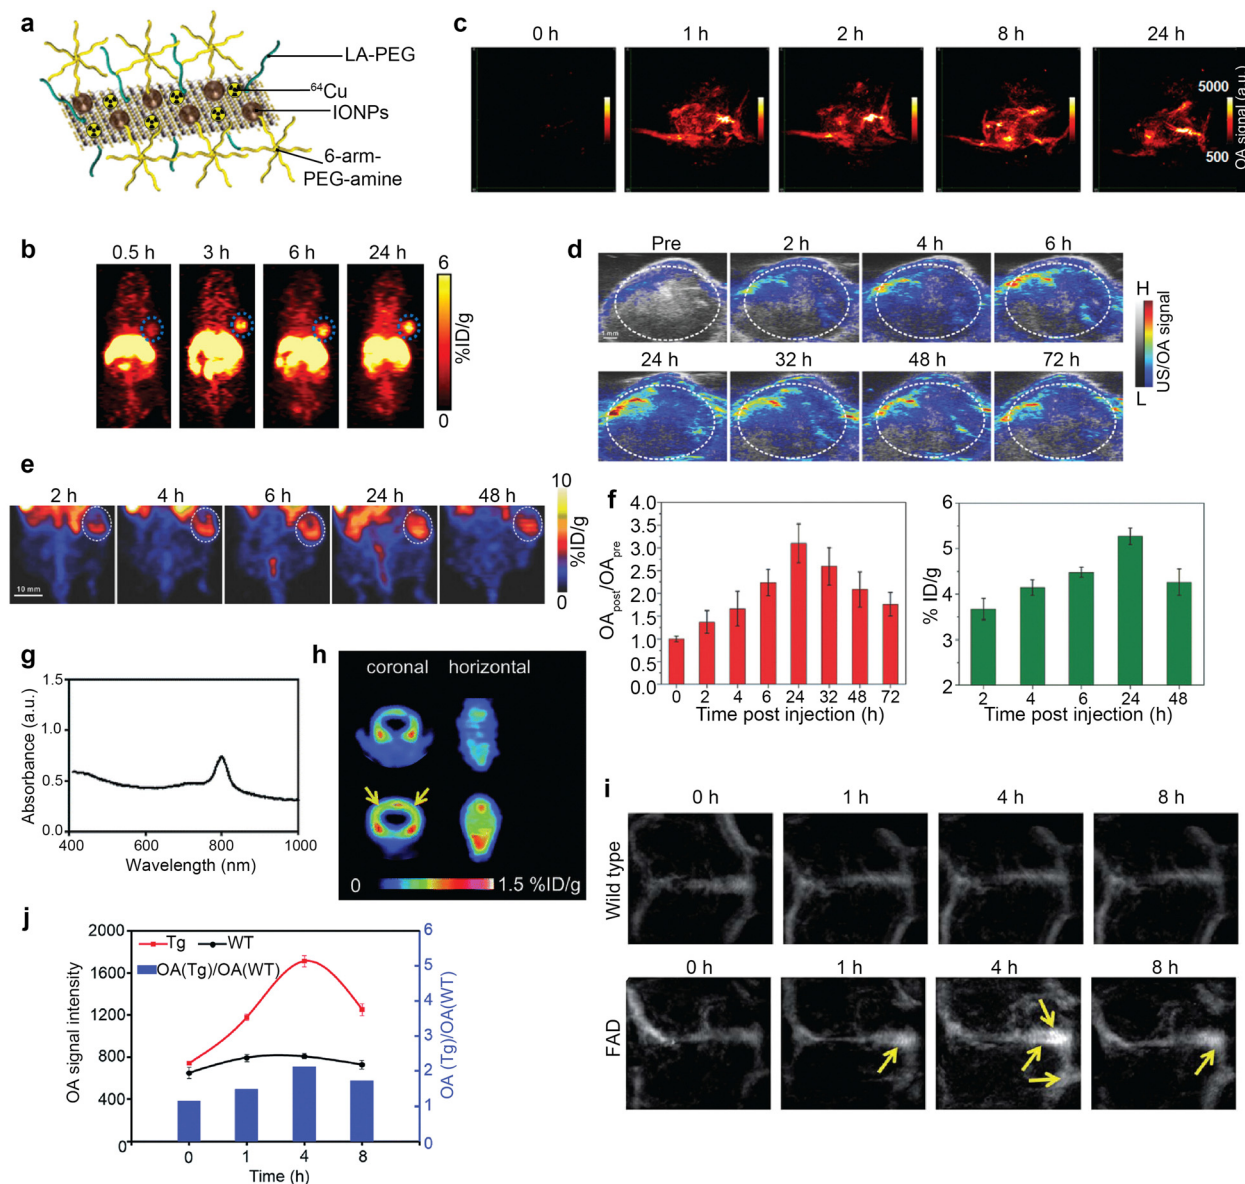 a
LA-PEG
64Cu
IONPs
6-arm-
PEG-amine
c
0 h 1 h 2 h 8 h 24 h
5000
500
OA signal (a.u.)
b
0.5 h 3 h 6 h 24 h
6
0
%ID/g
d
Pre 2 h 4 h 6 h
1 mm
24 h 32 h 48 h 72 h
H
L
US/OA signal
e
2 h 4 h 6 h 24 h 48 h
10 mm
10
0
%ID/g
f
4.0
3.5
3.0
2.5
2.0
1.5
1.0
0.5
0.0
OApost/OApre
0 2 4 6 24 32 48 72
Time post injection (h)
6
5
4
3
2
% ID/g
2 4 6 24 48
Time post injection (h)
g
1.5
1.0
0.5
0.0
Absorbance (a.u.)
400 600 800 1000
Wavelength (nm)
h
coronal horizontal
0 1.5 %ID/g
i
0 h 1 h 4 h 8 h
Wild type
0 h 1 h 4 h 8 h
FAD
j
Tg WT
OA(Tg)/OA(WT)
2000
1600
1200
800
400
0
OA signal intensity
6
5
4
3
2
1
0
OA (Tg)/OA(WT)
0 1 4 8
Time (h)